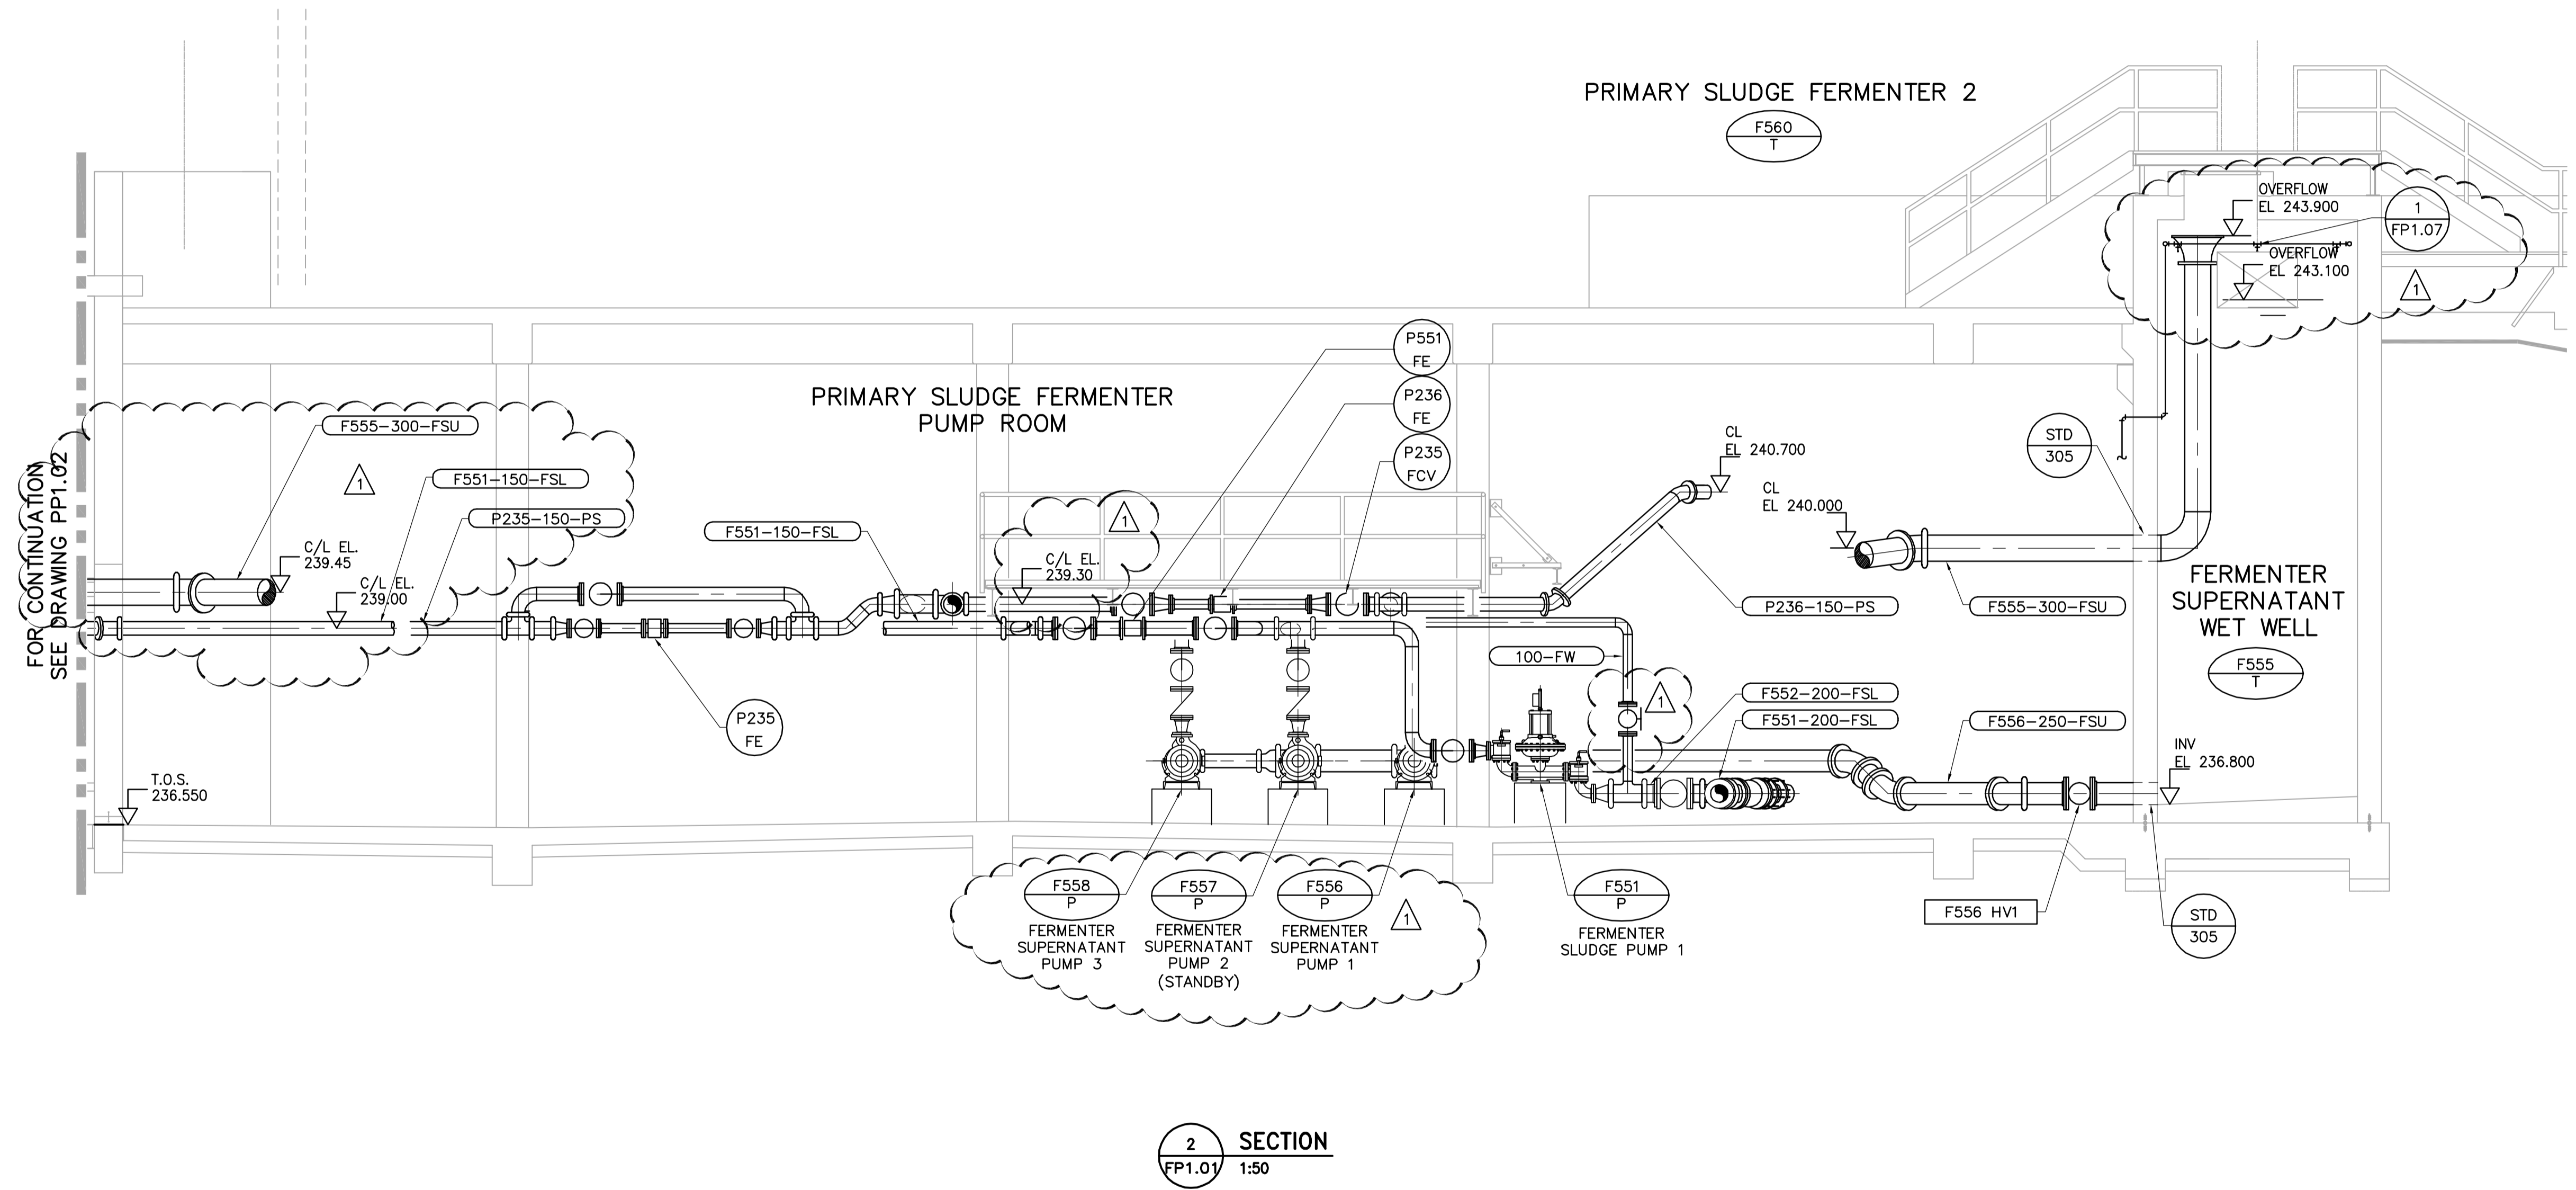 PRIMARY SLUDGE FERMENTER 2
F560
T
OVERFLOW
EL 243.900
1
FP1.07
OVERFLOW
EL 243.100
1
P551
FE
P236
FE
P235
FCV
PRIMARY SLUDGE FERMENTER
PUMP ROOM
FOR CONTINUATION
SEE DRAWING PP1.02
F555-300-FSU
1
F551-150-FSL
P235-150-PS
C/L EL.
239.45
C/L EL.
239.00
F551-150-FSL
1
C/L EL.
239.30
CL
EL 240.700
CL
EL 240.000
STD
305
P236-150-PS
F555-300-FSU
FERMENTER
SUPERNATANT
WET WELL
F555
T
100-FW
1
F552-200-FSL
F551-200-FSL
F556-250-FSU
INV
EL 236.800
P235
FE
T.O.S.
236.550
F558
P
FERMENTER
SUPERNATANT
PUMP 3
F557
P
FERMENTER
SUPERNATANT
PUMP 2
(STANDBY)
F556
P
FERMENTER
SUPERNATANT
PUMP 1
1
F551
P
FERMENTER
SLUDGE PUMP 1
F556 HV1
STD
305
2
FP1.01
SECTION
1:50